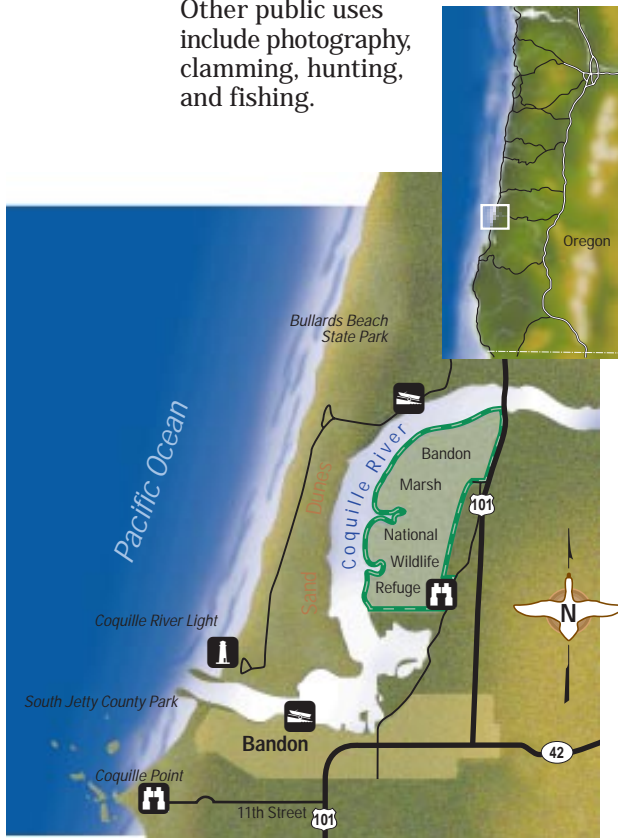 Other public uses
include photography,
clamming, hunting,
and fishing.
Oregon
Bullards Beach
State Park
Pacific Ocean
Coquille River
Sand Dunes
Bandon
Marsh
National
Wildlife
Refuge
101
N
Coquille River Light
South Jetty County Park
Bandon
42
Coquille Point
11th Street
101